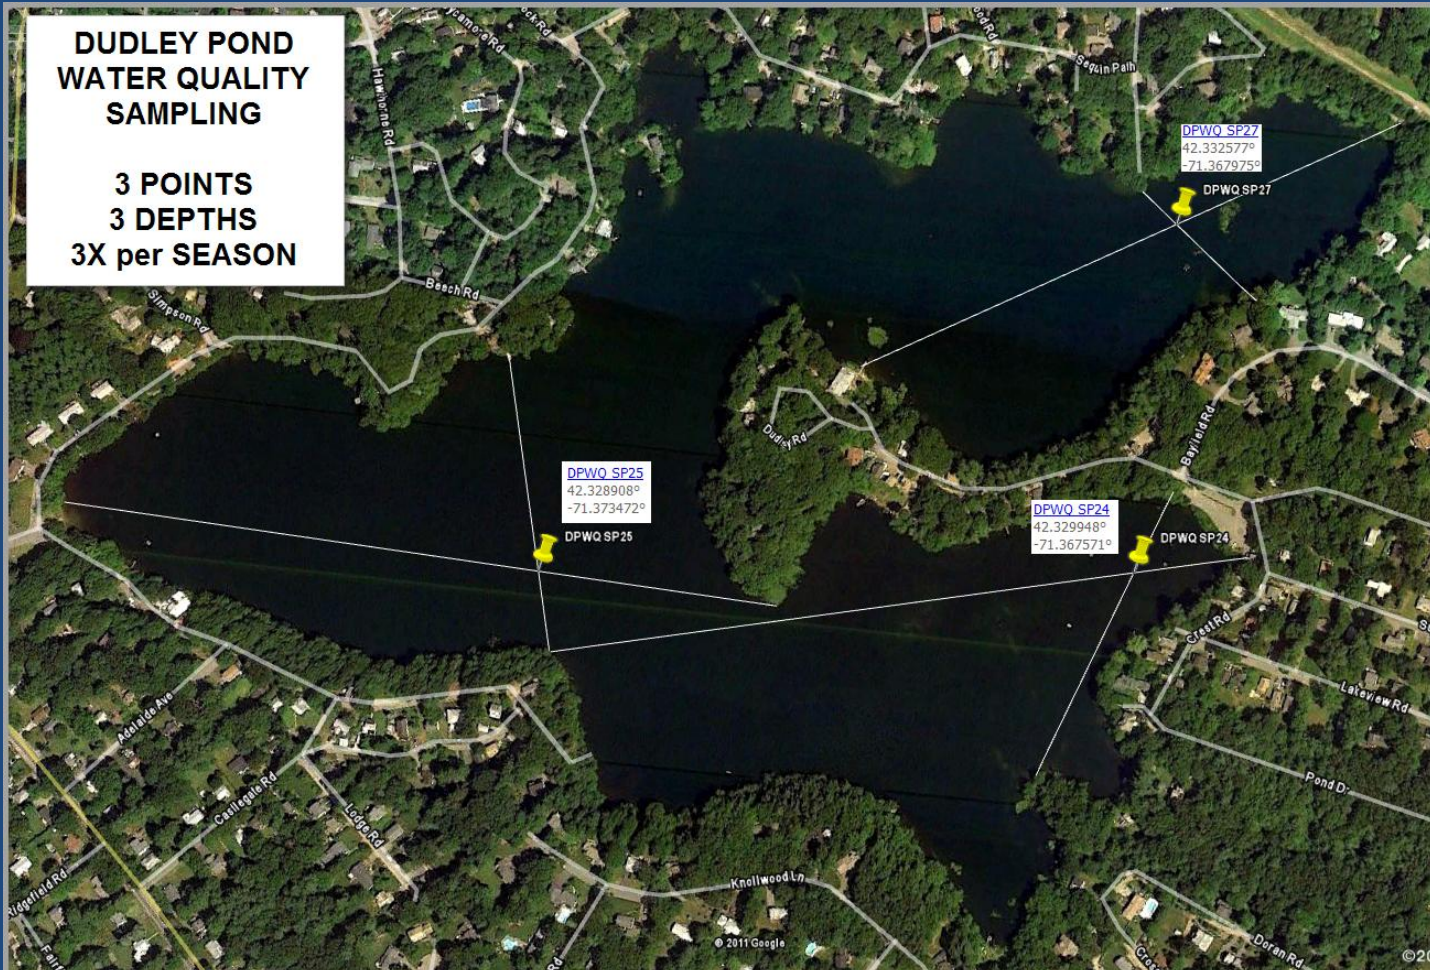 DUDLEY POND
WATER QUALITY
SAMPLING
3 POINTS
3 DEPTHS
3X per SEASON
Hawthorne Rd
Sequin Path
DPWQ SP27
42.332577°
-71.367975°
DPWQ SP27
Beech Rd
Simpson Rd
Dudley Rd
Bayfield Rd
DPWQ SP25
42.328908°
-71.373472°
DPWQ SP25
DPWQ SP24
42.329948°
-71.367571°
DPWQ SP24
Crest Rd
Lakeview Rd
Adelaide Ave
Castlegate Rd
Lodge Rd
Pond Dr
Ridgefield Rd
Knollwood Ln
Doran Rd
Rd
© 2011 Google